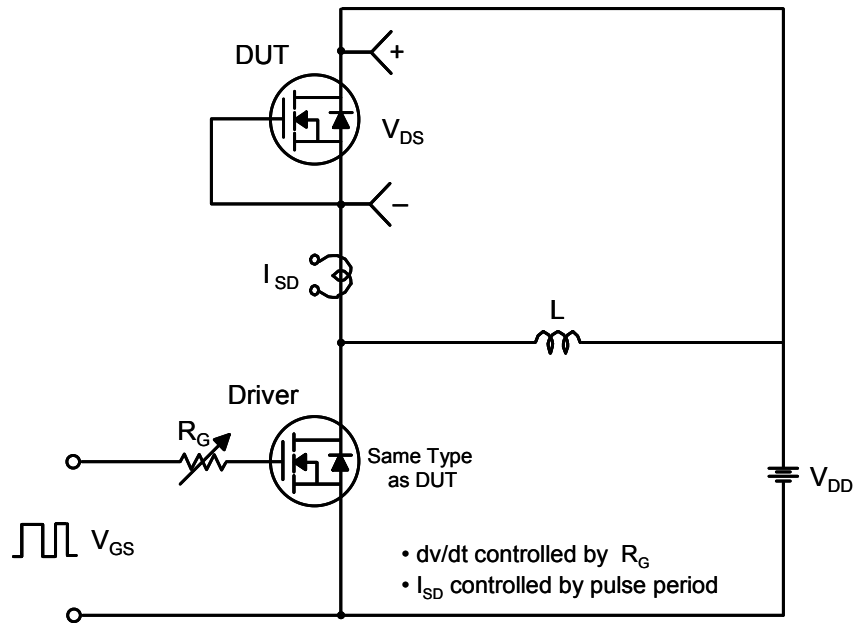 DUT
+
V_DS
–
I_SD
L
Driver
R_G
Same Type
as DUT
V_DD
V_GS
• dv/dt controlled by R_G
• I_SD controlled by pulse period